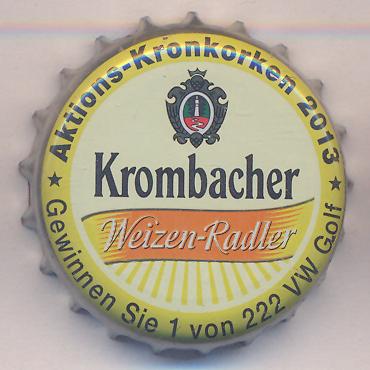 ★ Aktions-Kronkorken 2013 ★
Krombacher
Weizen-Radler
Gewinnen Sie 1 von 222 VW Golf